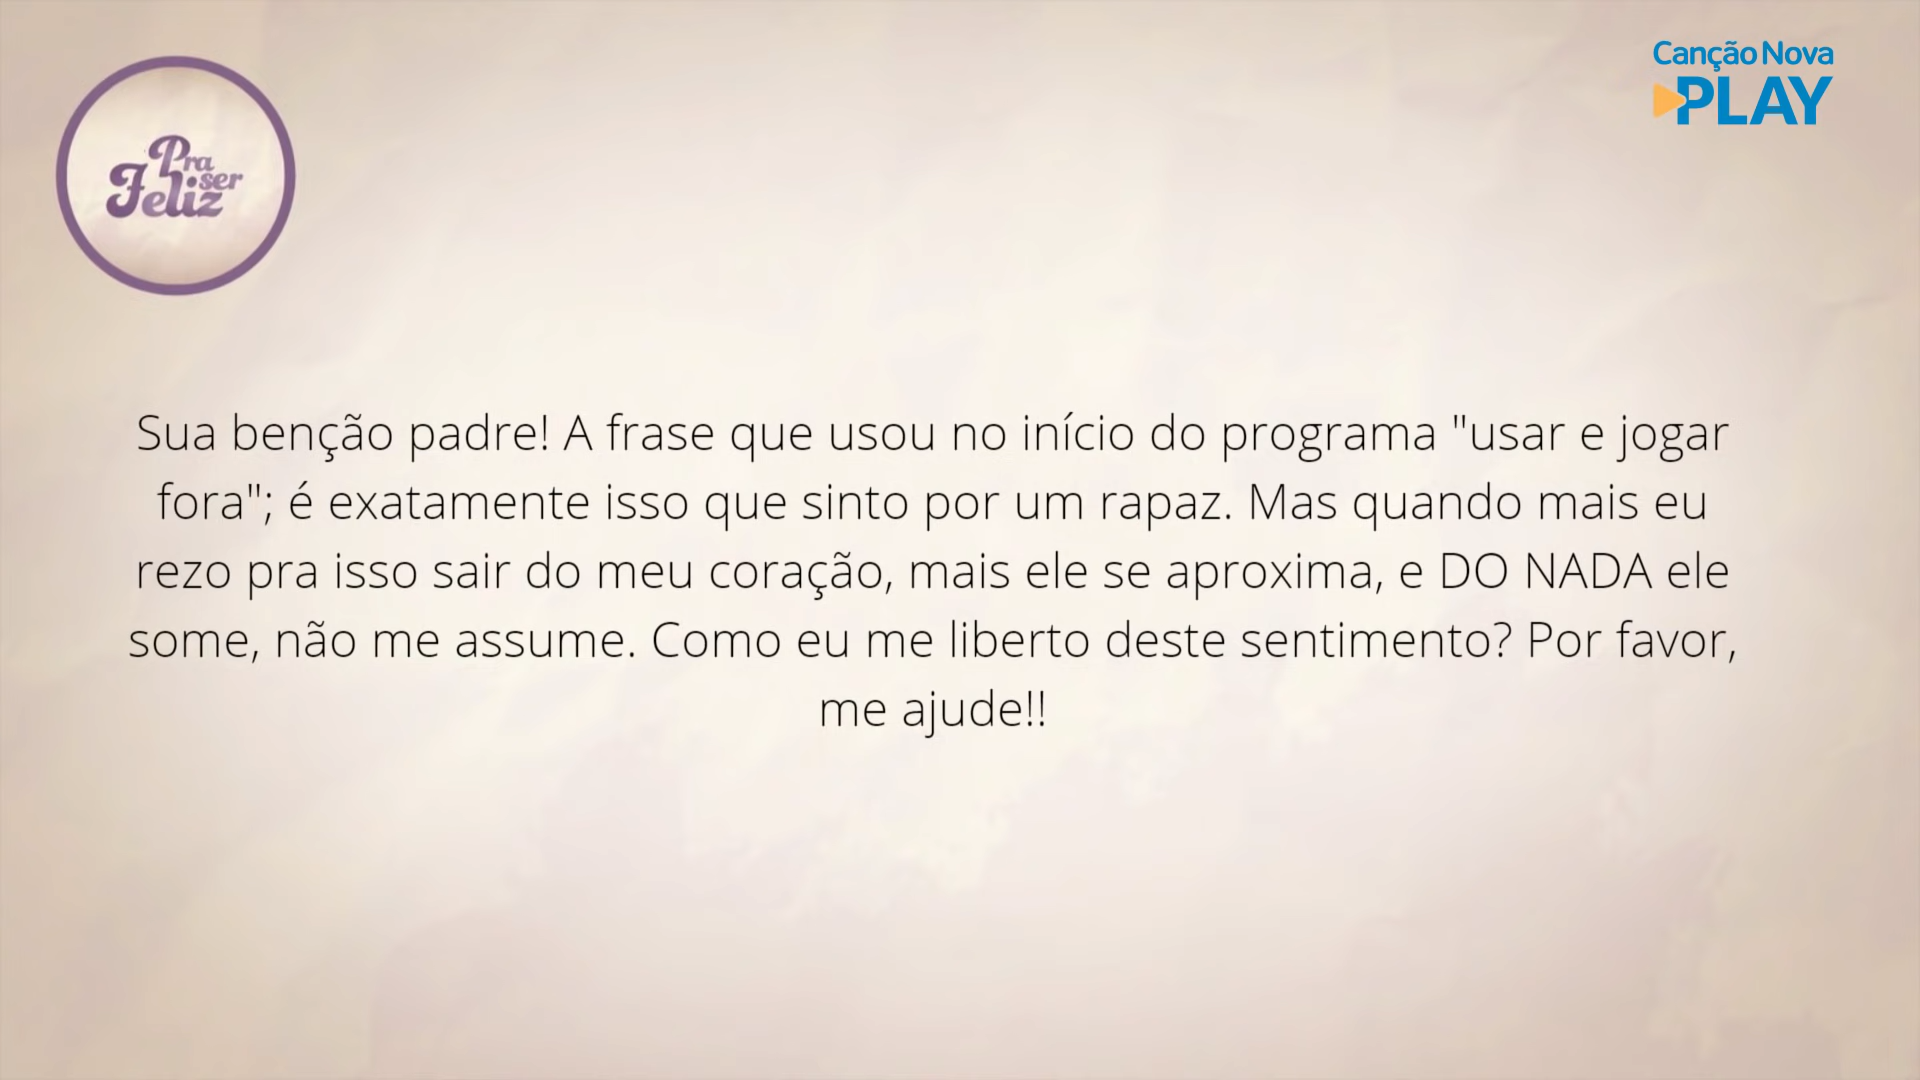 Canção Nova
PLAY
Pra
ser
Feliz
Sua benção padre! A frase que usou no início do programa "usar e jogar
fora"; é exatamente isso que sinto por um rapaz. Mas quando mais eu
rezo pra isso sair do meu coração, mais ele se aproxima, e DO NADA ele
some, não me assume. Como eu me liberto deste sentimento? Por favor,
me ajude!!